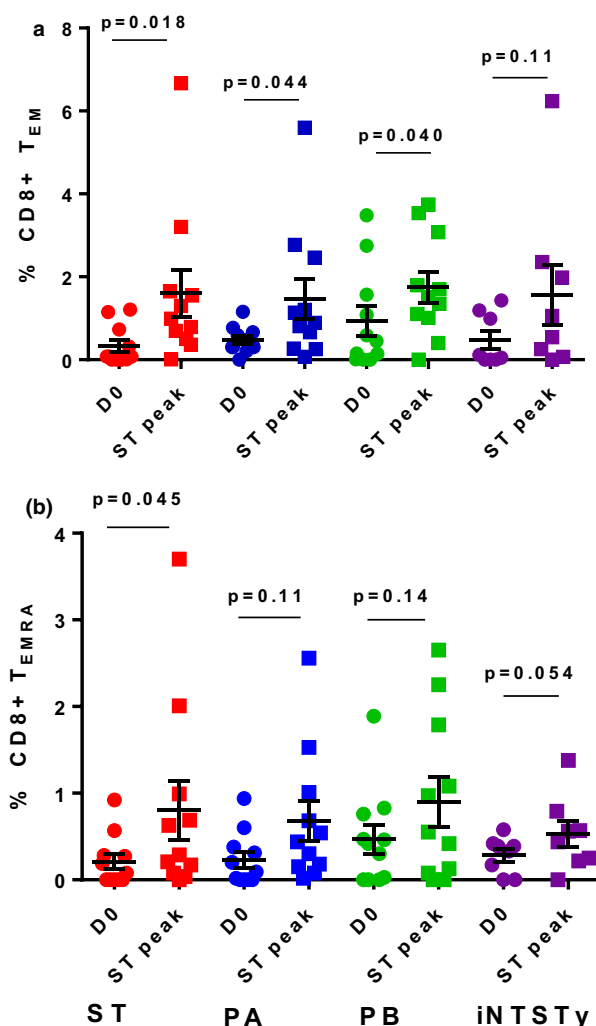 a
p=0.018
p=0.044
p=0.040
p=0.11
% CD8+ TEM
8
6
4
2
0
D0
ST peak
D0
ST peak
D0
ST peak
D0
ST peak
(b)
p=0.045
p=0.11
p=0.14
p=0.054
% CD8+ TEMRA
4
3
2
1
0
D0
ST peak
D0
ST peak
D0
ST peak
D0
ST peak
ST PA PB iNTSTy